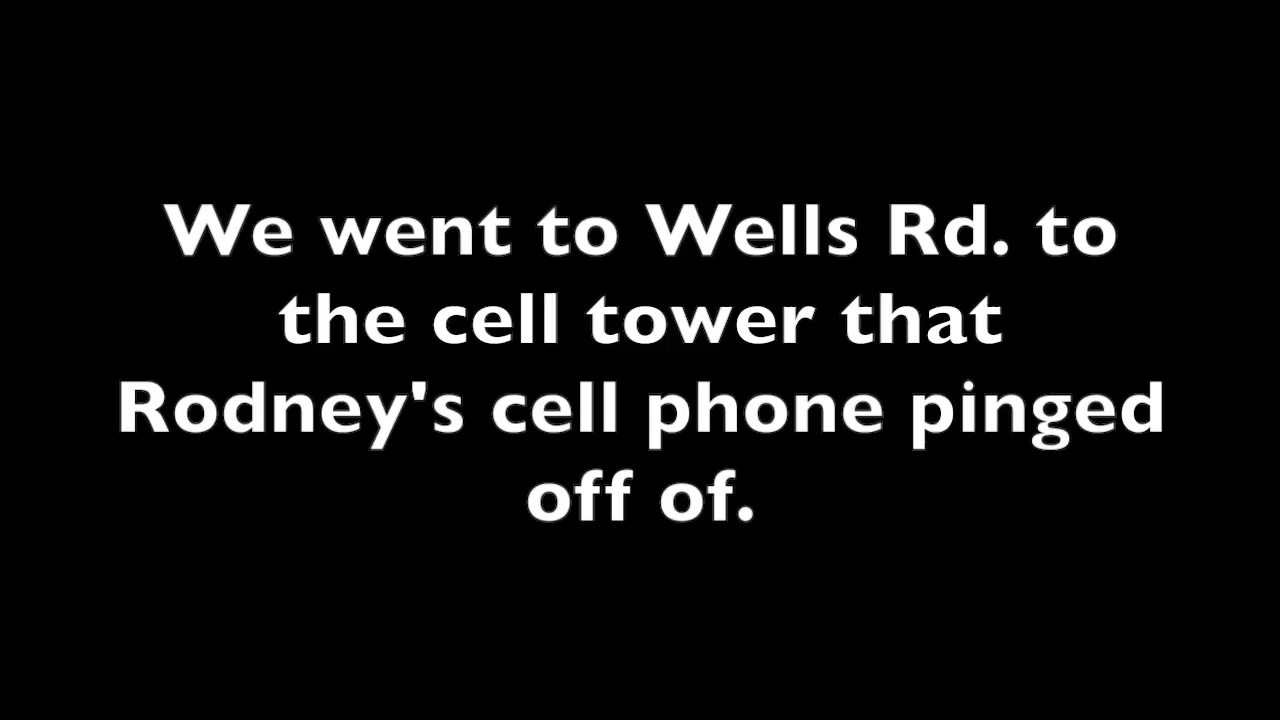 We went to Wells Rd. to
the cell tower that
Rodney's cell phone pinged
off of.